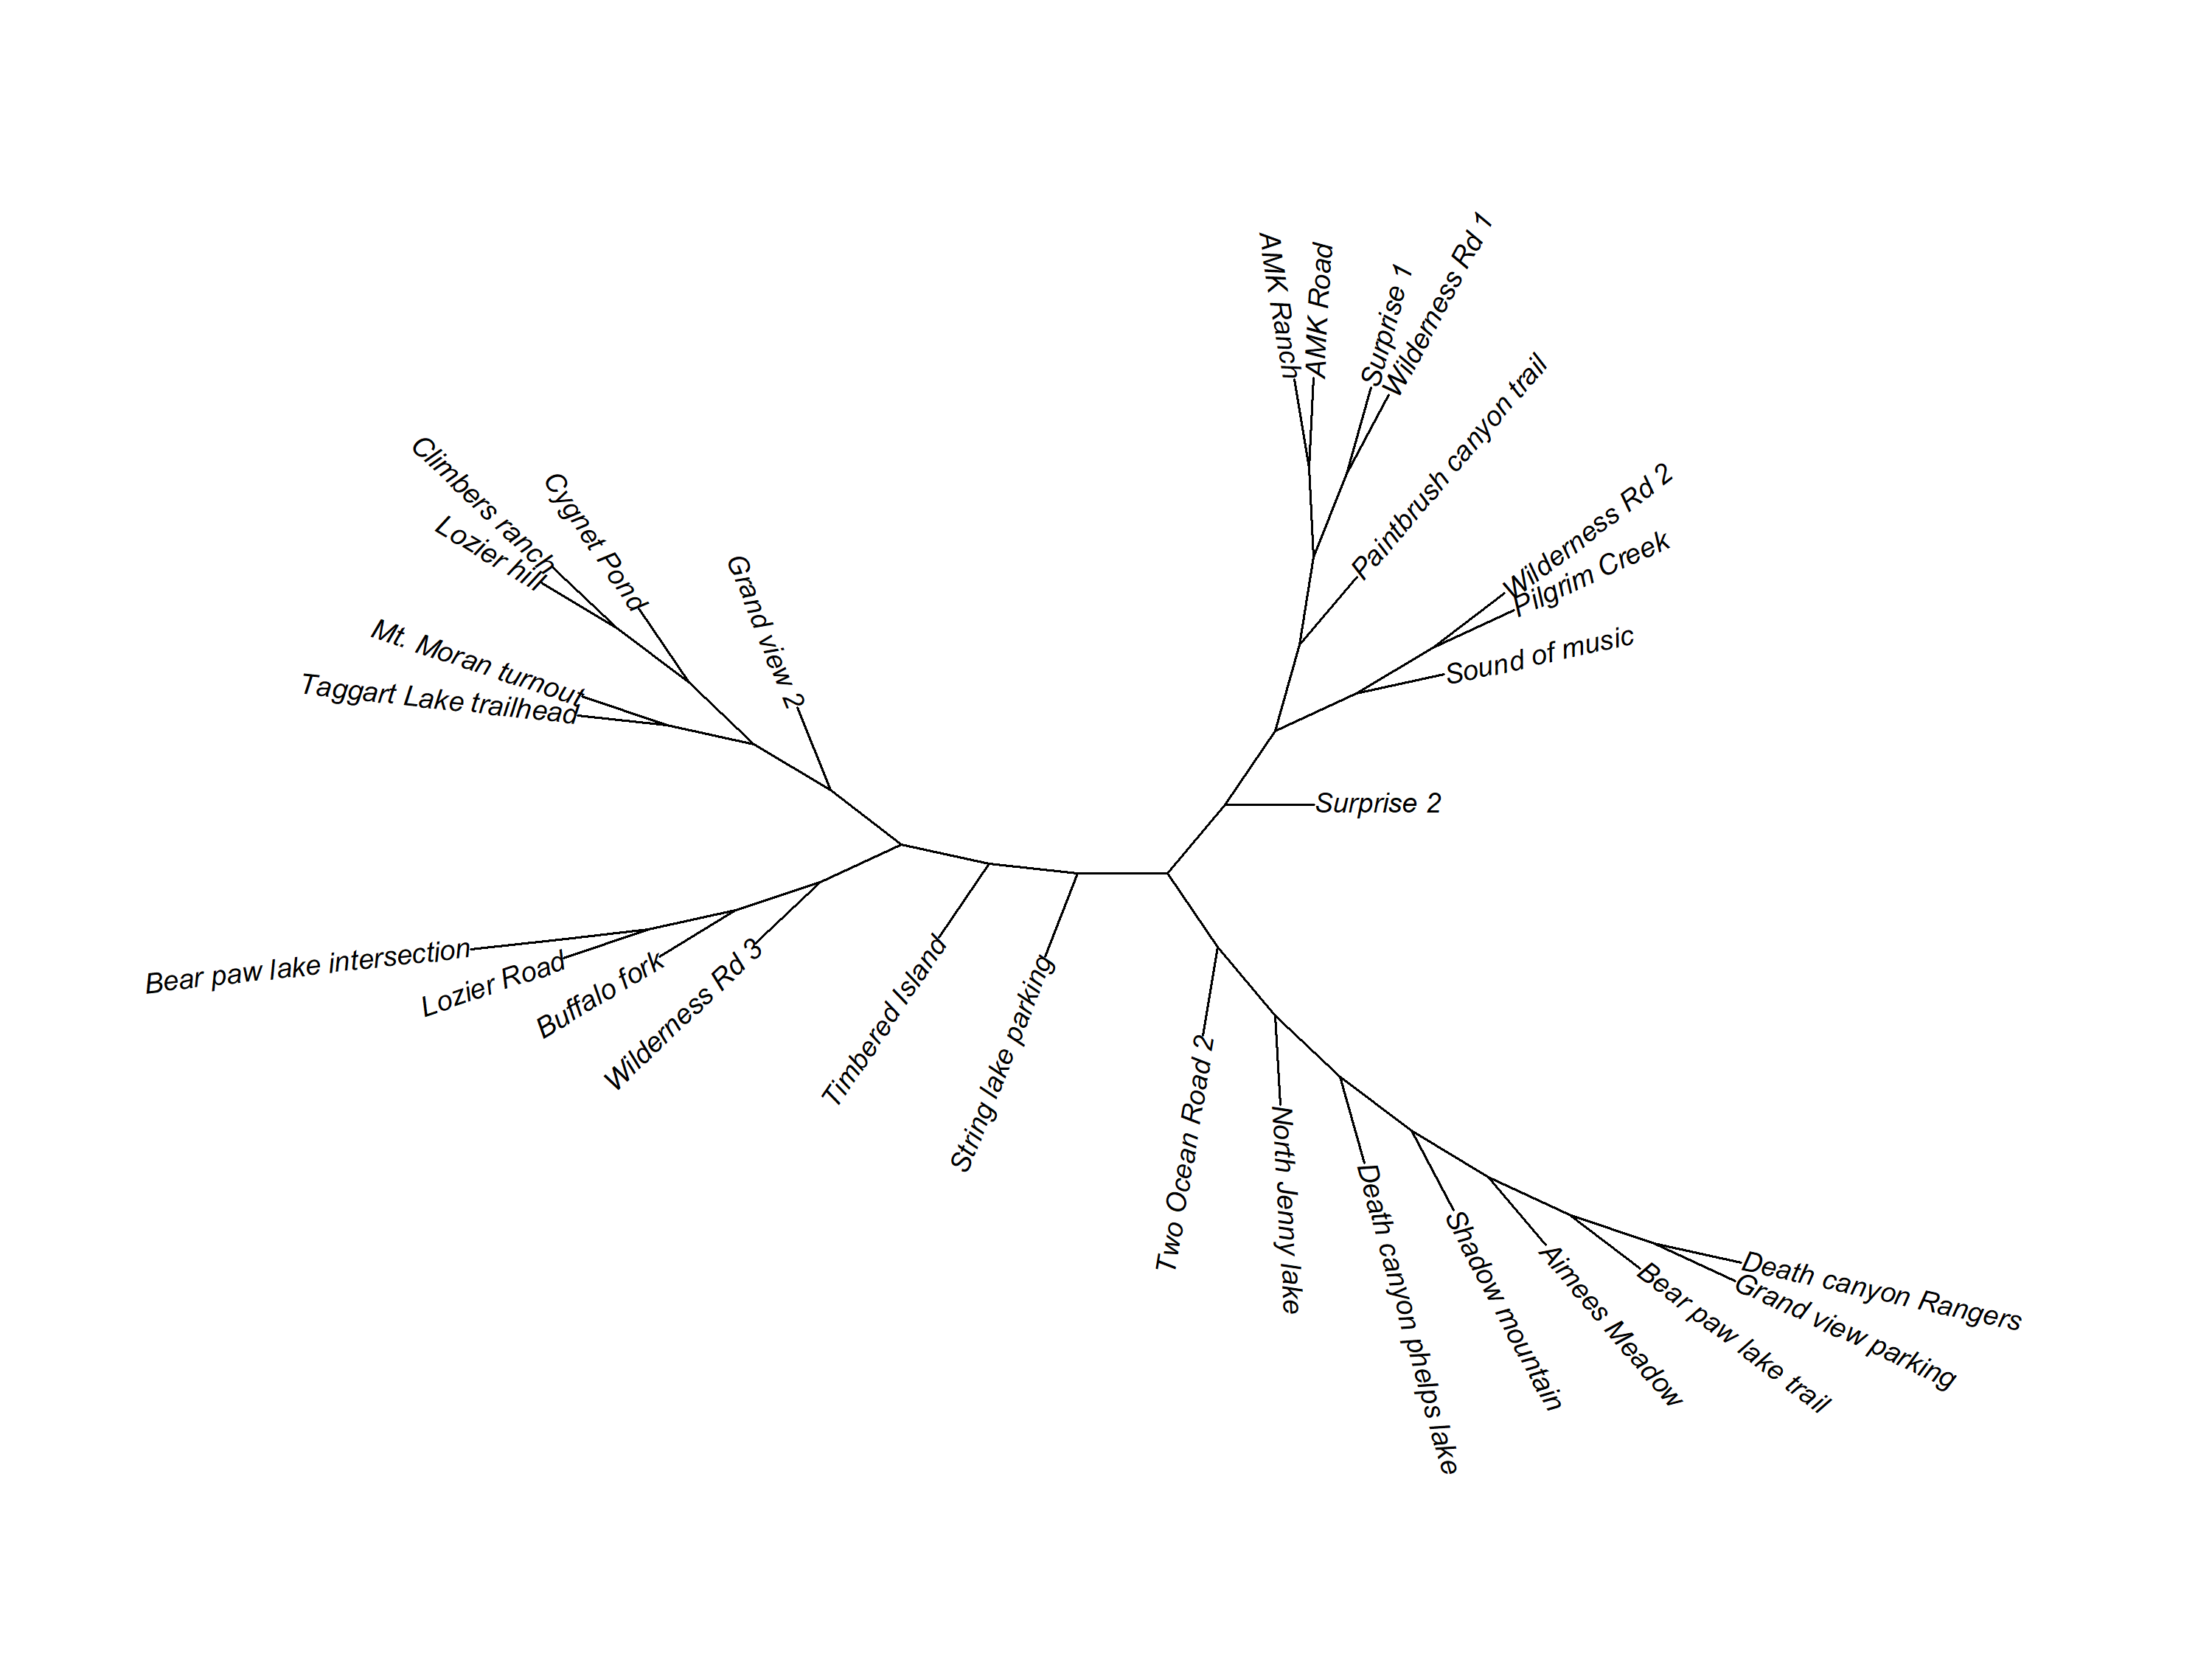 AMK Ranch
AMK Road
Surprise 1
Wilderness Rd 1
Paintbrush canyon trail
Wilderness Rd 2
Pilgrim Creek
Sound of music
Surprise 2
Climbers ranch
Lozier hill
Cygnet Pond
Grand view 2
Mt. Moran turnout
Taggart Lake trailhead
Bear paw lake intersection
Lozier Road
Buffalo fork
Wilderness Rd 3
Timbered Island
String lake parking
Two Ocean Road 2
North Jenny lake
Death canyon phelps lake
Shadow mountain
Aimees Meadow
Bear paw lake trail
Grand view parking
Death canyon Rangers